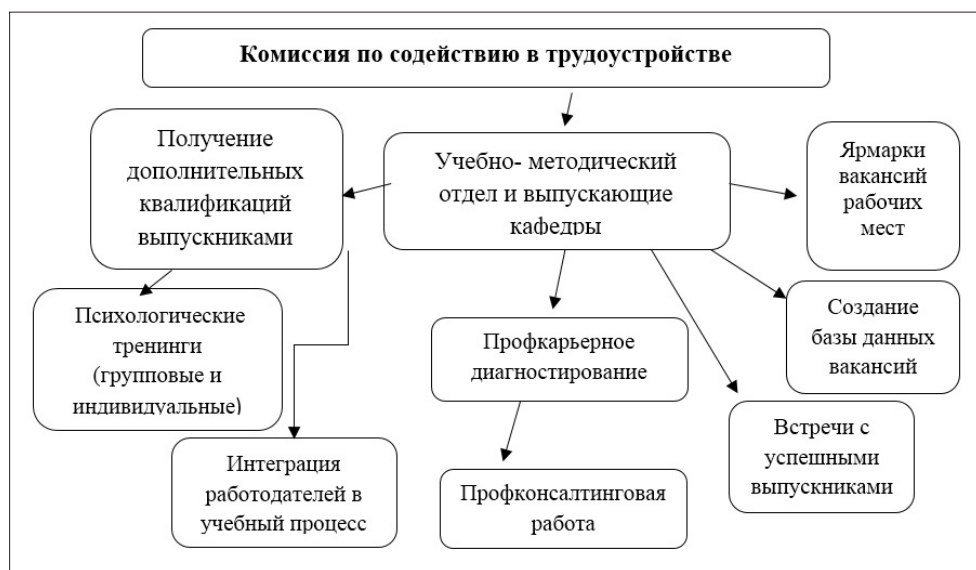 Комиссия по содействию в трудоустройстве
Получение
дополнительных
квалификаций
выпускниками
Учебно- методический
отдел и выпускающие
кафедры
Ярмарки
вакансий
рабочих
мест
Психологические
тренинги
(групповые и
индивидуальные)
Профкарьерное
диагностирование
Создание
базы данных
вакансий
Интеграция
работодателей в
учебный процесс
Профконсалтинговая
работа
Встречи с
успешными
выпускниками